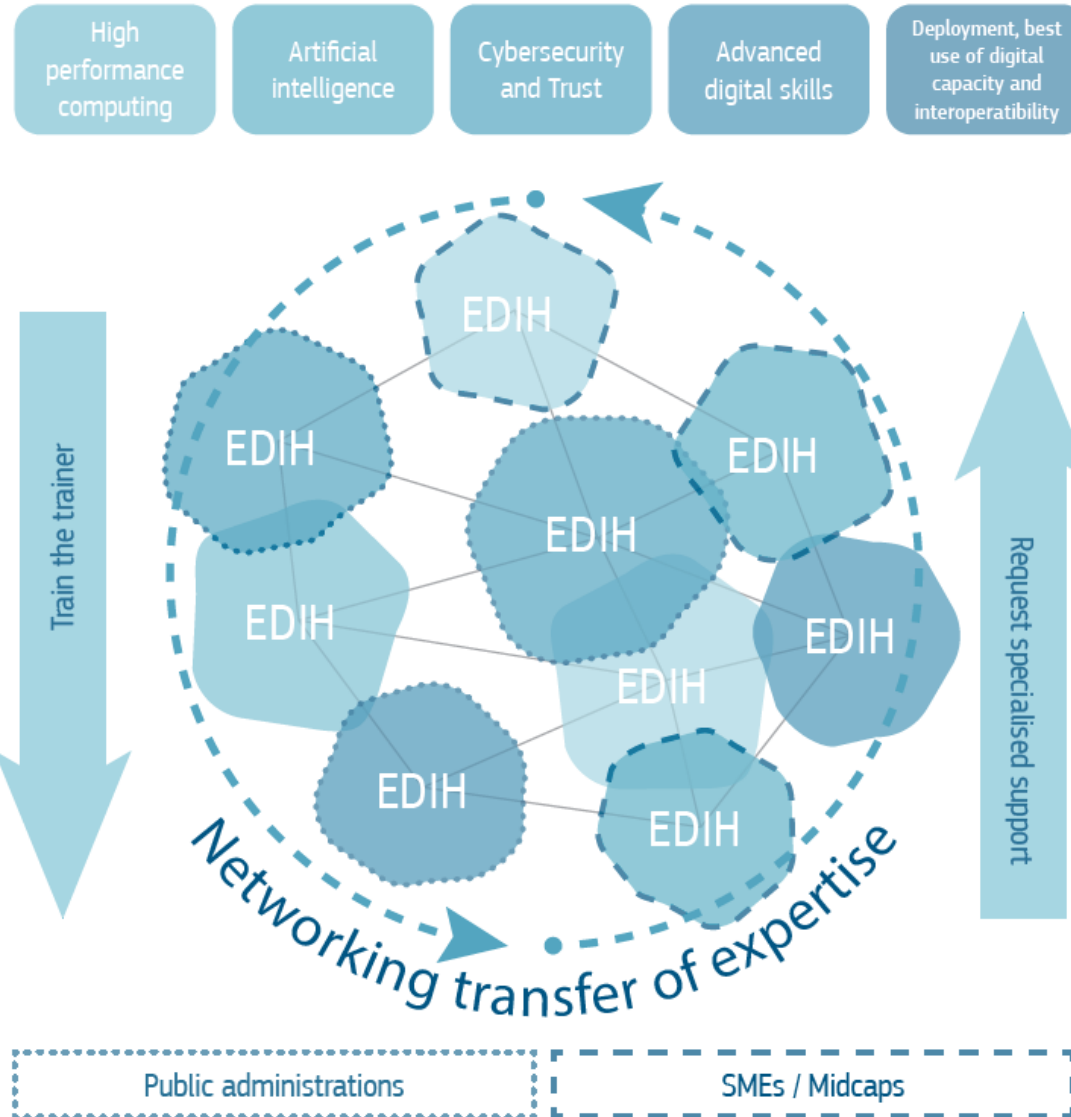 High
performance
computing
Artificial
intelligence
Cybersecurity
and Trust
Advanced
digital skills
Deployment, best
use of digital
capacity and
interoperatibility
EDIH
EDIH
EDIH
EDIH
EDIH
EDIH
EDIH
EDIH
EDIH
Train the trainer
Request specialised support
Networking transfer of expertise
Public administrations
SMEs / Midcaps